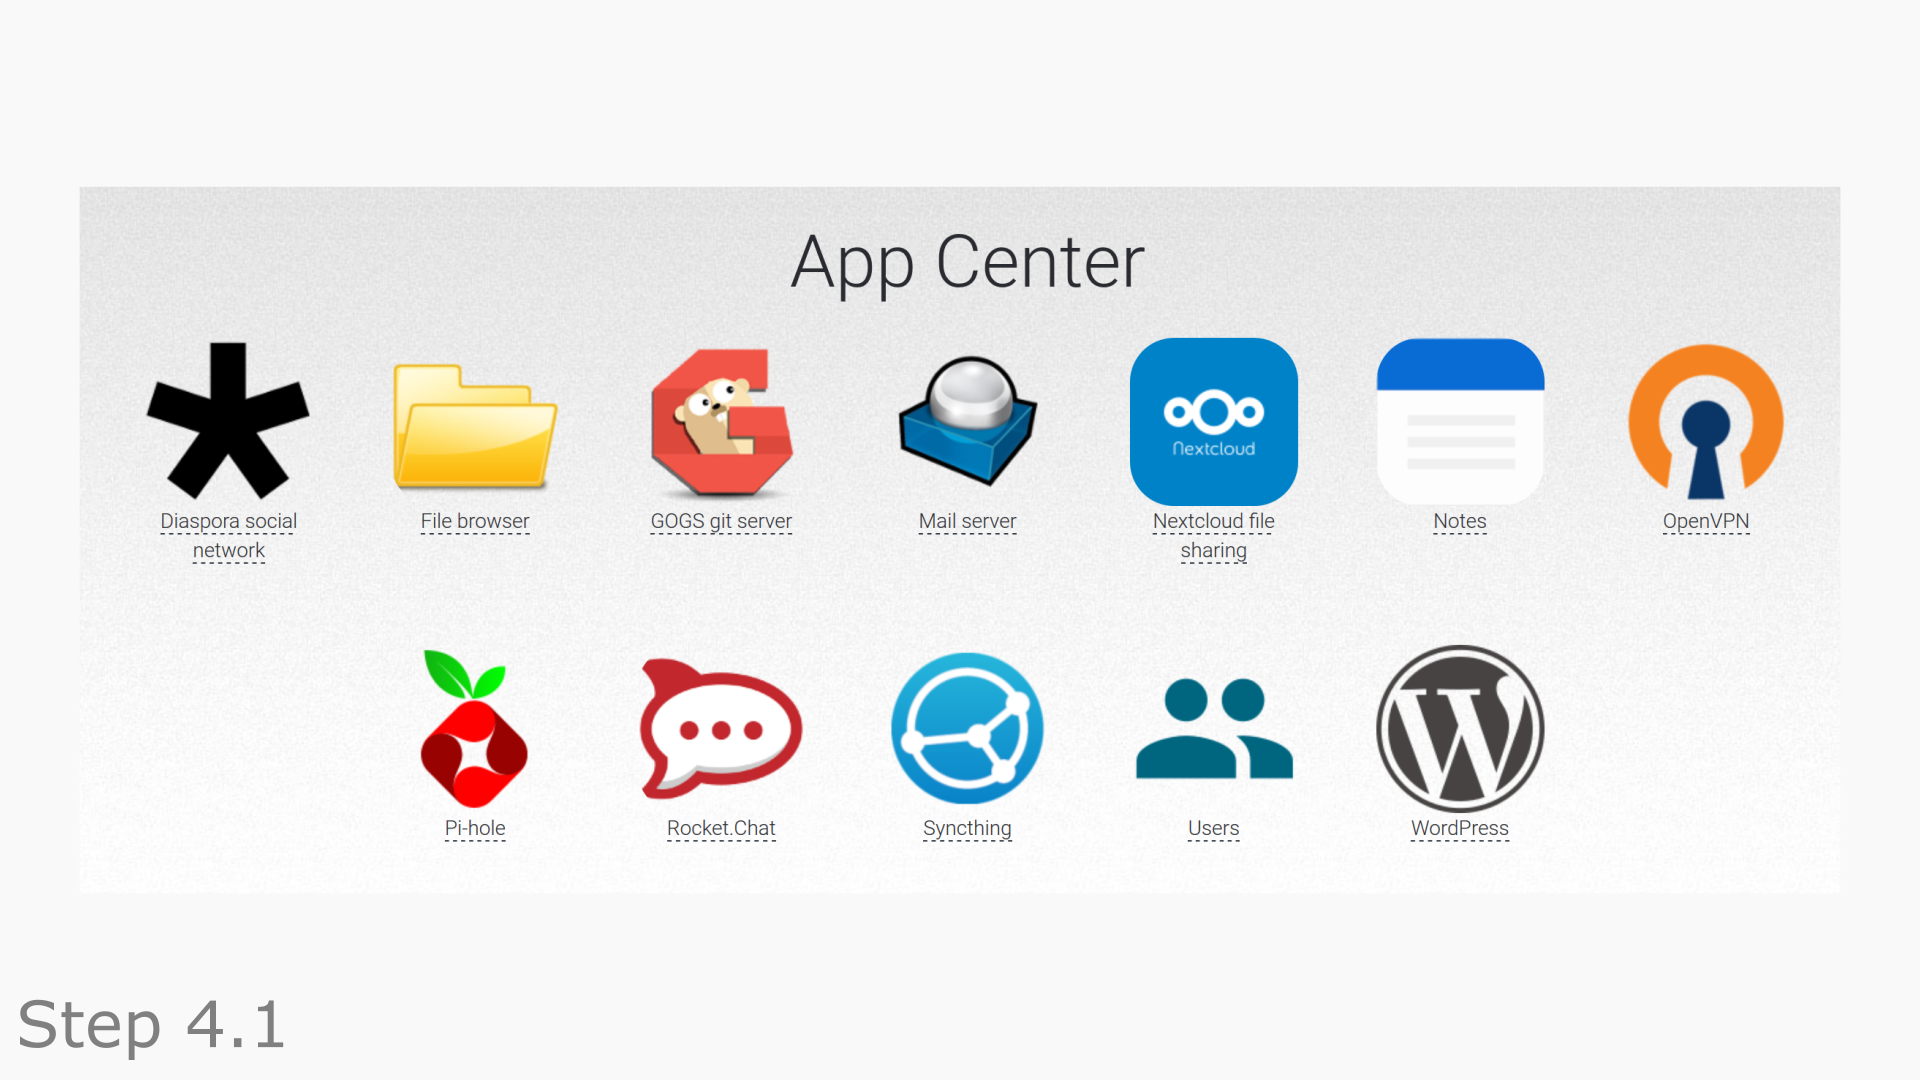 App Center
Nextcloud
Diaspora social
network
File browser
GOGS git server
Mail server
Nextcloud file
sharing
Notes
OpenVPN
Pi-hole
Rocket.Chat
Syncthing
Users
WordPress
Step 4.1